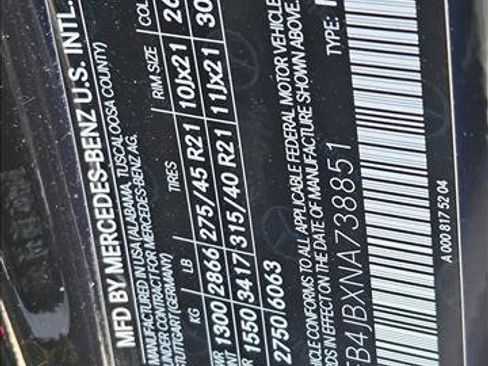 MFD BY MERCEDES-BENZ U.S. INTL.
MANUFACTURED IN USA (ALABAMA, TUSCALOOSA COUNTY)
UNDER CONTRACT FOR MERCEDES-BENZ AG,
STUTTGART (GERMANY)
KG LB TIRES RIM SIZE COL
1300 2866 275/45 R21 10Jx21
1550 3417 315/40 R21 11Jx21 30
2750/6063
VEHICLE CONFORMS TO ALL APPLICABLE FEDERAL MOTOR VEHICLE
IN EFFECT ON THE DATE OF MANUFACTURE SHOWN ABOVE.
FB4JBXNA738851 TYPE:
A 000 817 52 04